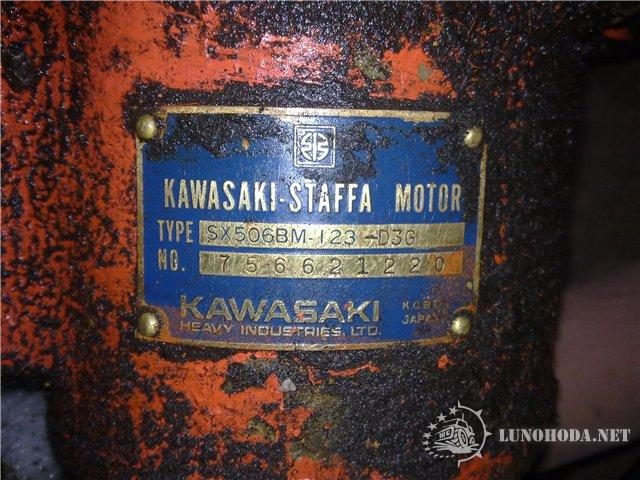 KAWASAKI-STAFFA MOTOR
TYPE SX506BM-123-D3G
NO. 756621220
KAWASAKI KOBE
HEAVY INDUSTRIES, LTD. JAPAN
LUNOHODA.NET